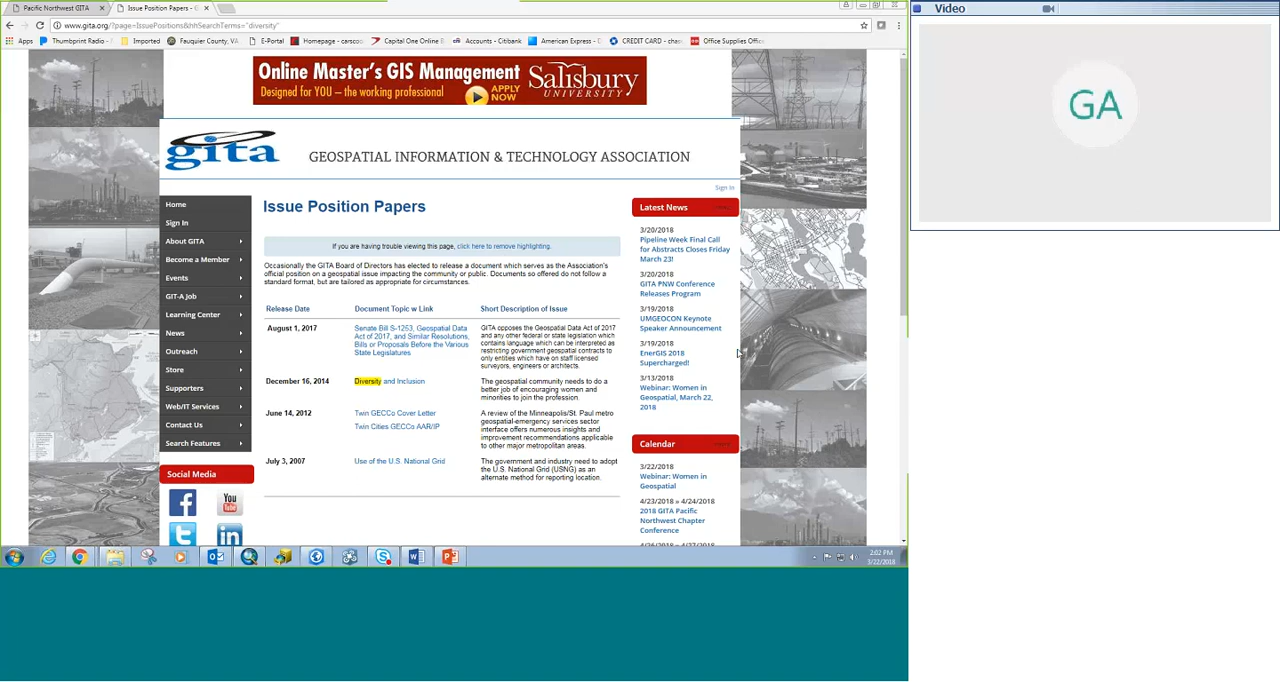 Pacific Northwest GITA
Issue Position Papers -
www.gita.org/?page=IssuePositions&hhSearchTerms="diversity"
Apps
Thumbprint Radio -
Imported
Fauquier County, VA
E-Portal
Homepage - carscoo
Capital One Online B
Accounts - Citibank
American Express -
CREDIT CARD - chas
Office Supplies Offic
Video
GA
Online Master's GIS Management
Designed for YOU – the working professional
APPLY
NOW
Salisbury
UNIVERSITY
gita
GEOSPATIAL INFORMATION & TECHNOLOGY ASSOCIATION
Sign In
Home
Sign In
About GITA
Become a Member
Events
GIT-A Job
Learning Center
News
Outreach
Store
Supporters
Web/IT Services
Contact Us
Search Features
Social Media
You
Tube
in
Issue Position Papers
If you are having trouble viewing this page, click here to remove highlighting.
Occasionally the GITA Board of Directors has elected to release a document which serves as the Association's
official position on a geospatial issue impacting the community or public. Documents so offered do not follow a
standard format, but are tailored as appropriate for circumstances.
Release Date Document Topic w Link Short Description of Issue
August 1, 2017
Senate Bill S-1253, Geospatial Data
Act of 2017, and Similar Resolutions,
Bills or Proposals Before the Various
State Legislatures
GITA opposes the Geospatial Data Act of 2017
and any other federal or state legislation which
contains language which can be interpreted as
restricting government geospatial contracts to
only entities which have on staff licensed
surveyors, engineers or architects.
December 16, 2014
Diversity and Inclusion
The geospatial community needs to do a
better job of encouraging women and
minorities to join the profession.
June 14, 2012
Twin GECCo Cover Letter
Twin Cities GECCo AAR/IP
A review of the Minneapolis/St. Paul metro
geospatial-emergency services sector
interface offers numerous insights and
improvement recommendations applicable
to other major metropolitan areas.
July 3, 2007
Use of the U.S. National Grid
The government and industry need to adopt
the U.S. National Grid (USNG) as an
alternate method for reporting location.
Latest News
3/20/2018
Pipeline Week Final Call
for Abstracts Closes Friday
March 23!
3/20/2018
GITA PNW Conference
Releases Program
3/19/2018
UMGEOCON Keynote
Speaker Announcement
3/19/2018
EnerGIS 2018
Supercharged!
3/13/2018
Webinar: Women in
Geospatial, March 22,
2018
Calendar
3/22/2018
Webinar: Women in
Geospatial
4/23/2018 » 4/24/2018
2018 GITA Pacific
Northwest Chapter
Conference
2:02 PM
3/22/2018